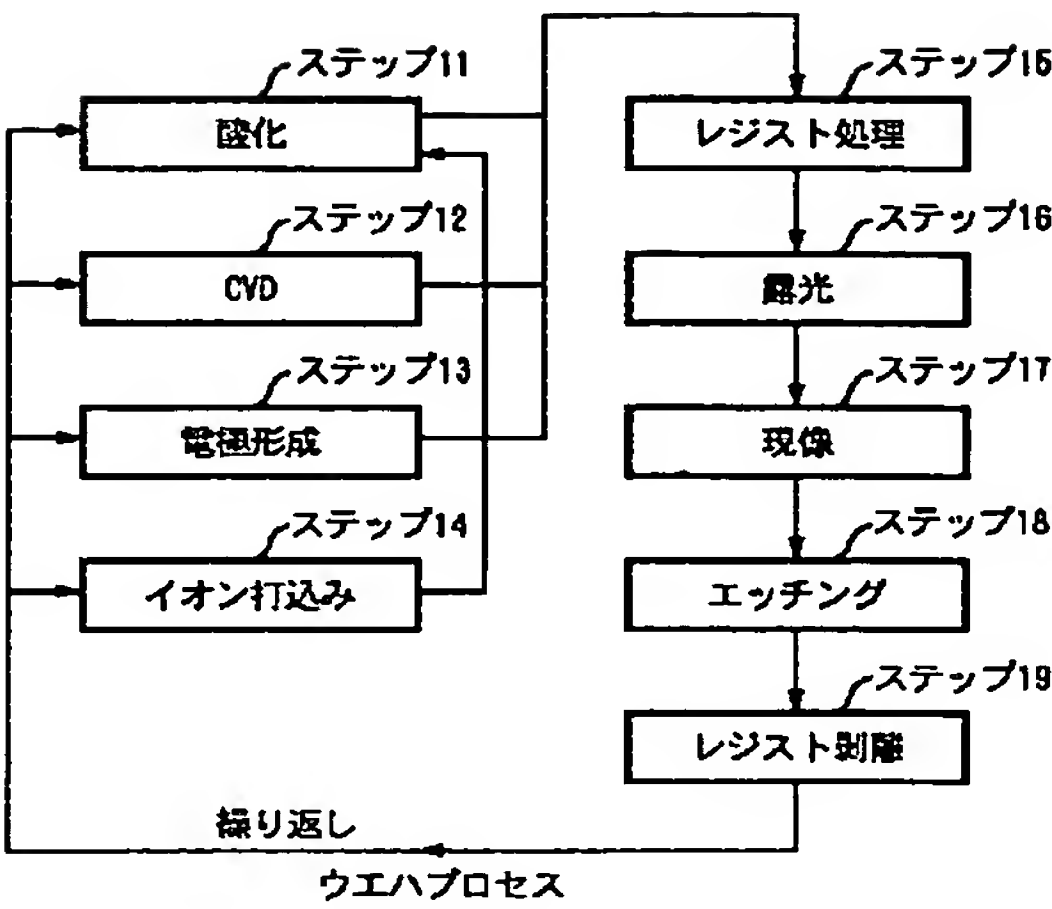 ステップ11
酸化
ステップ12
CVD
ステップ13
電極形成
ステップ14
イオン打込み
ステップ15
レジスト処理
ステップ16
露光
ステップ17
現像
ステップ18
エッチング
ステップ19
レジスト剥離
繰り返し
ウエハプロセス